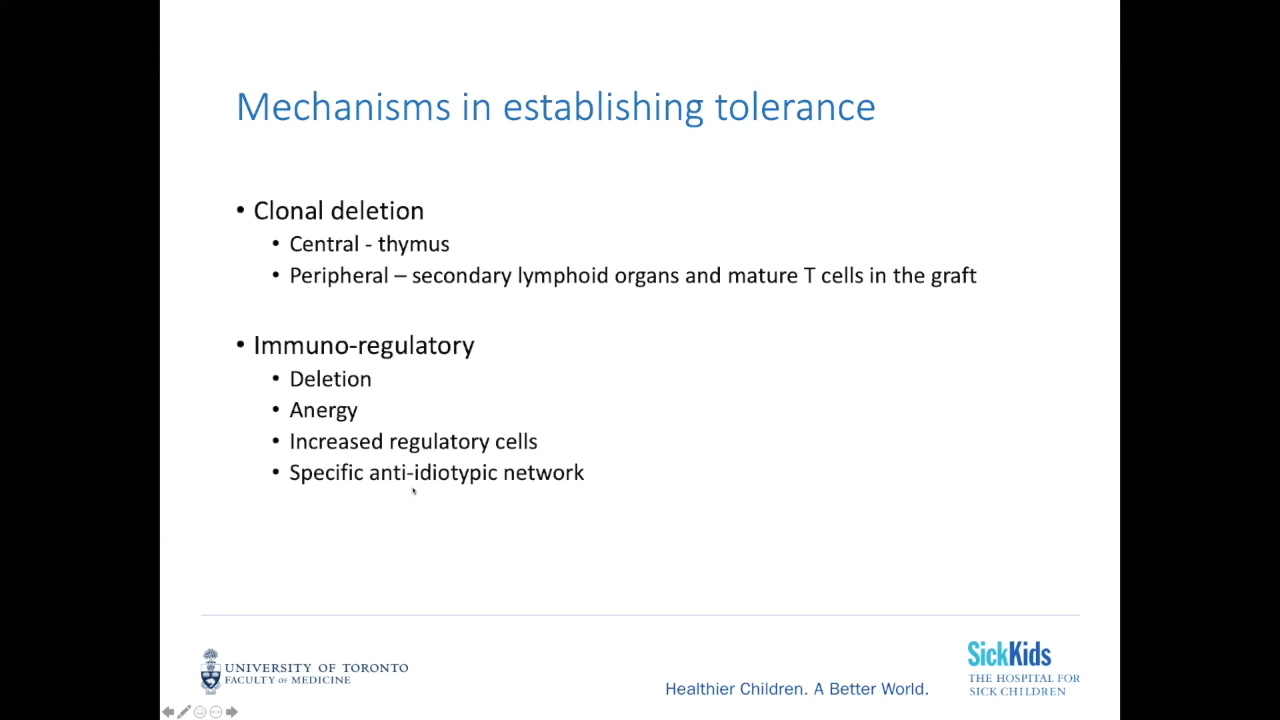 Mechanisms in establishing tolerance
• Clonal deletion
• Central - thymus
• Peripheral – secondary lymphoid organs and mature T cells in the graft
• Immuno-regulatory
• Deletion
• Anergy
• Increased regulatory cells
• Specific anti-idiotypic network
UNIVERSITY OF TORONTO
FACULTY OF MEDICINE
Healthier Children. A Better World.
SickKids
THE HOSPITAL FOR
SICK CHILDREN